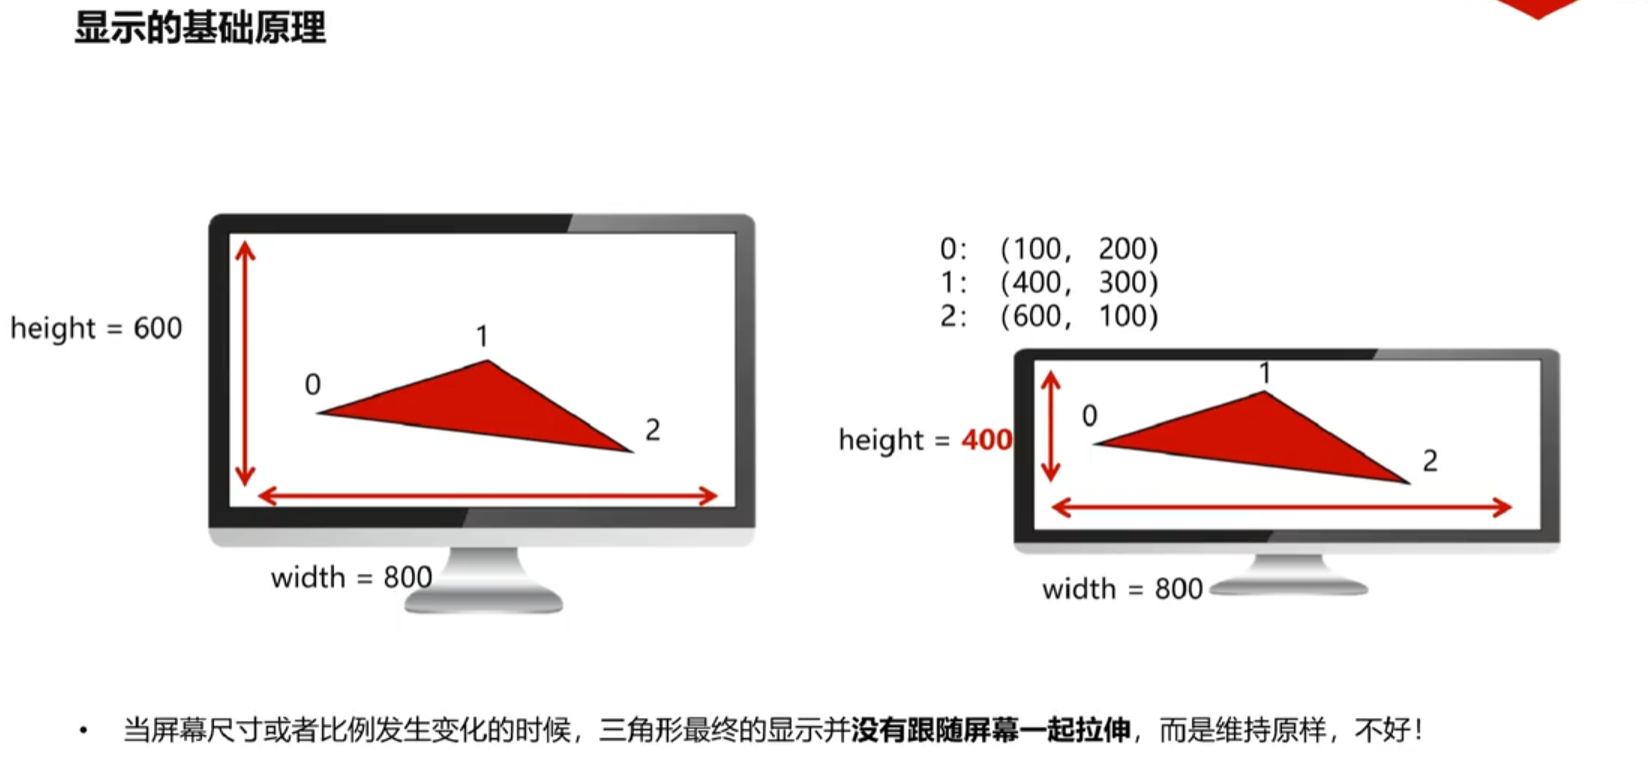 显示的基础原理
height = 600
0
1
2
width = 800
0: (100, 200)
1: (400, 300)
2: (600, 100)
height = 400
0
1
2
width = 800
• 当屏幕尺寸或者比例发生变化的时候，三角形最终的显示并没有跟随屏幕一起拉伸，而是维持原样，不好！